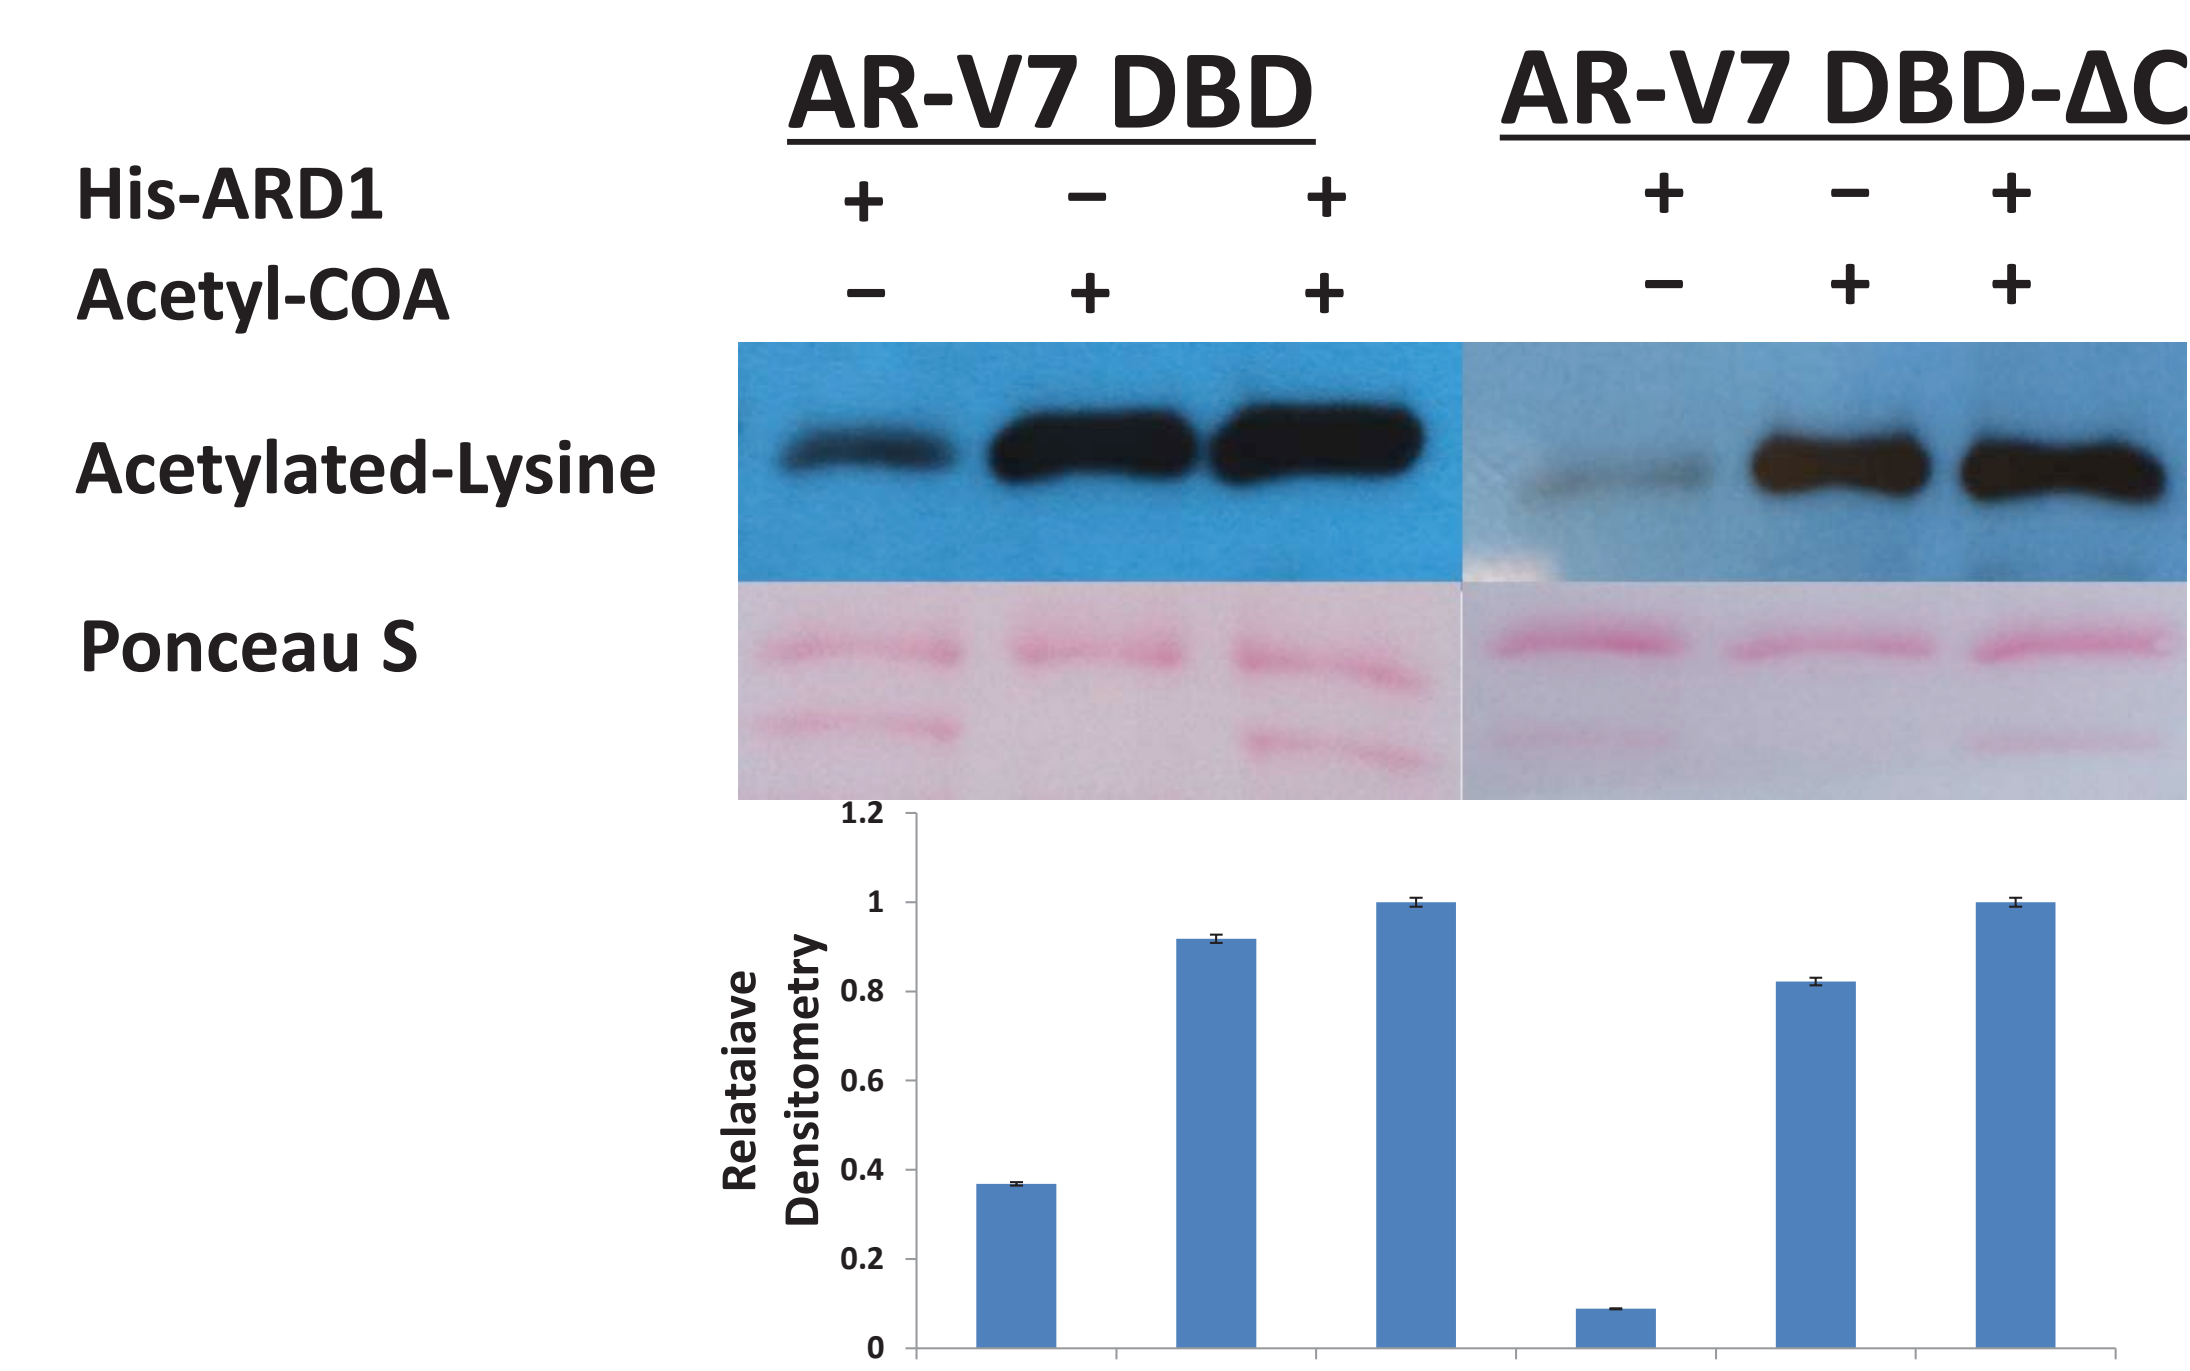 AR-V7 DBD AR-V7 DBD-ΔC
His-ARD1 + − + + − +
Acetyl-COA − + + − + +
Acetylated-Lysine
Ponceau S
Relataiave
Densitometry
1.2
1
0.8
0.6
0.4
0.2
0